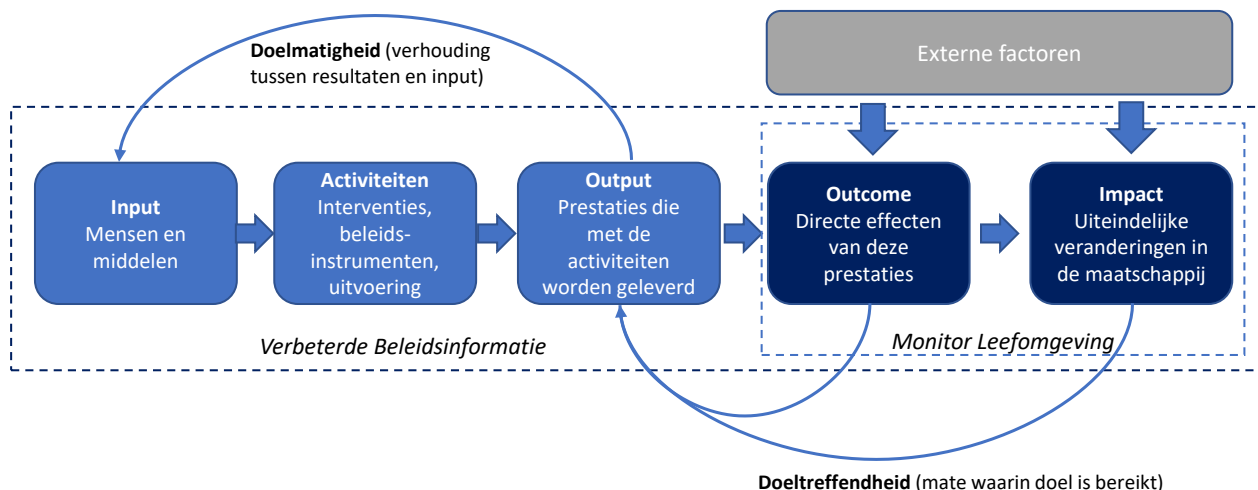 Doelmatigheid (verhouding
tussen resultaten en input)
Externe factoren
Input
Mensen en
middelen
Activiteiten
Interventies,
beleids-
instrumenten,
uitvoering
Output
Prestaties die
met de
activiteiten
worden geleverd
Outcome
Directe effecten
van deze
prestaties
Impact
Uiteindelijke
veranderingen in
de maatschappij
Verbeterde Beleidsinformatie
Monitor Leefomgeving
Doeltreffendheid (mate waarin doel is bereikt)